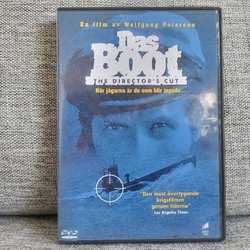 En film av Wolfgang Petersen
Das
Boot
THE DIRECTOR'S CUT
När jägarna är de som blir jagade...
"Den mest övertygande
krigsfilmen
genom tiderna"
- Los Angeles Times
DVD